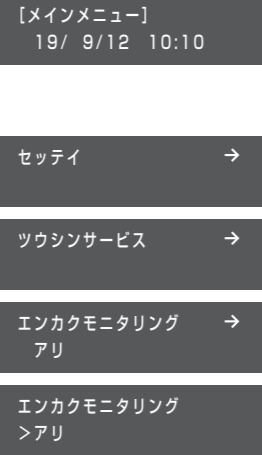 [メインメニュー]
19/ 9/12 10:10
セッテイ →
ツウシンサービス →
エンカクモニタリング →
アリ
エンカクモニタリング
>アリ